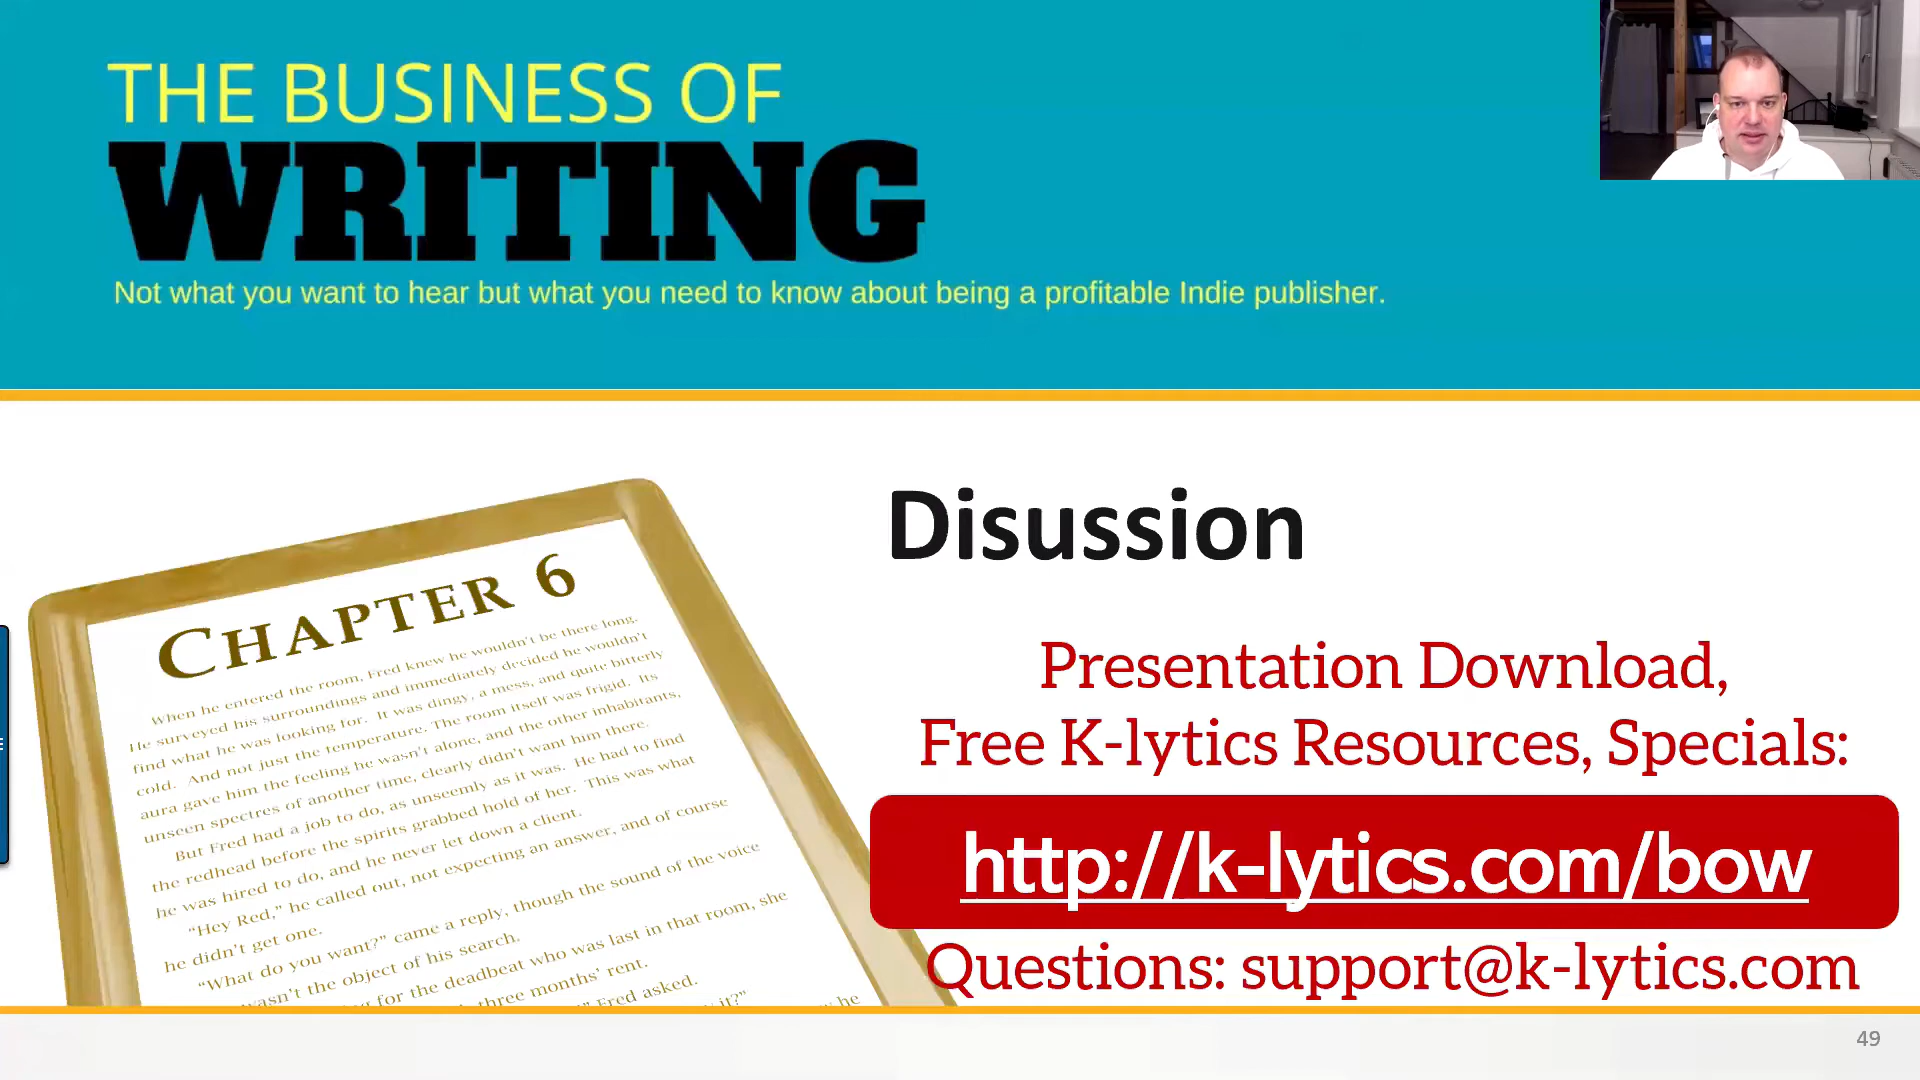 THE BUSINESS OF
WRITING
Not what you want to hear but what you need to know about being a profitable Indie publisher.
CHAPTER 6
When he entered the room, Fred knew he wouldn't be there long.
He surveyed his surroundings and immediately decided he wouldn't
find what he was looking for. It was dingy, a mess, and quite bitterly
cold. And not just the temperature. The room itself was frigid. Its
aura gave him the feeling he wasn't alone, and the other inhabitants,
unseen spectres of another time, clearly didn't want him there.
But Fred had a job to do, as unseemly as it was. He had to find
the redhead before the spirits grabbed hold of her. This was what
he was hired to do, and he never let down a client.
"Hey Red," he called out, not expecting an answer, and of course
he didn't get one.
"What do you want?" came a reply, though the sound of the voice
wasn't the object of his search.
for the deadbeat who was last in that room, she
three months' rent.
Fred asked.
it?"
he
Disussion
Presentation Download,
Free K-lytics Resources, Specials:
http://k-lytics.com/bow
Questions: support@k-lytics.com
49